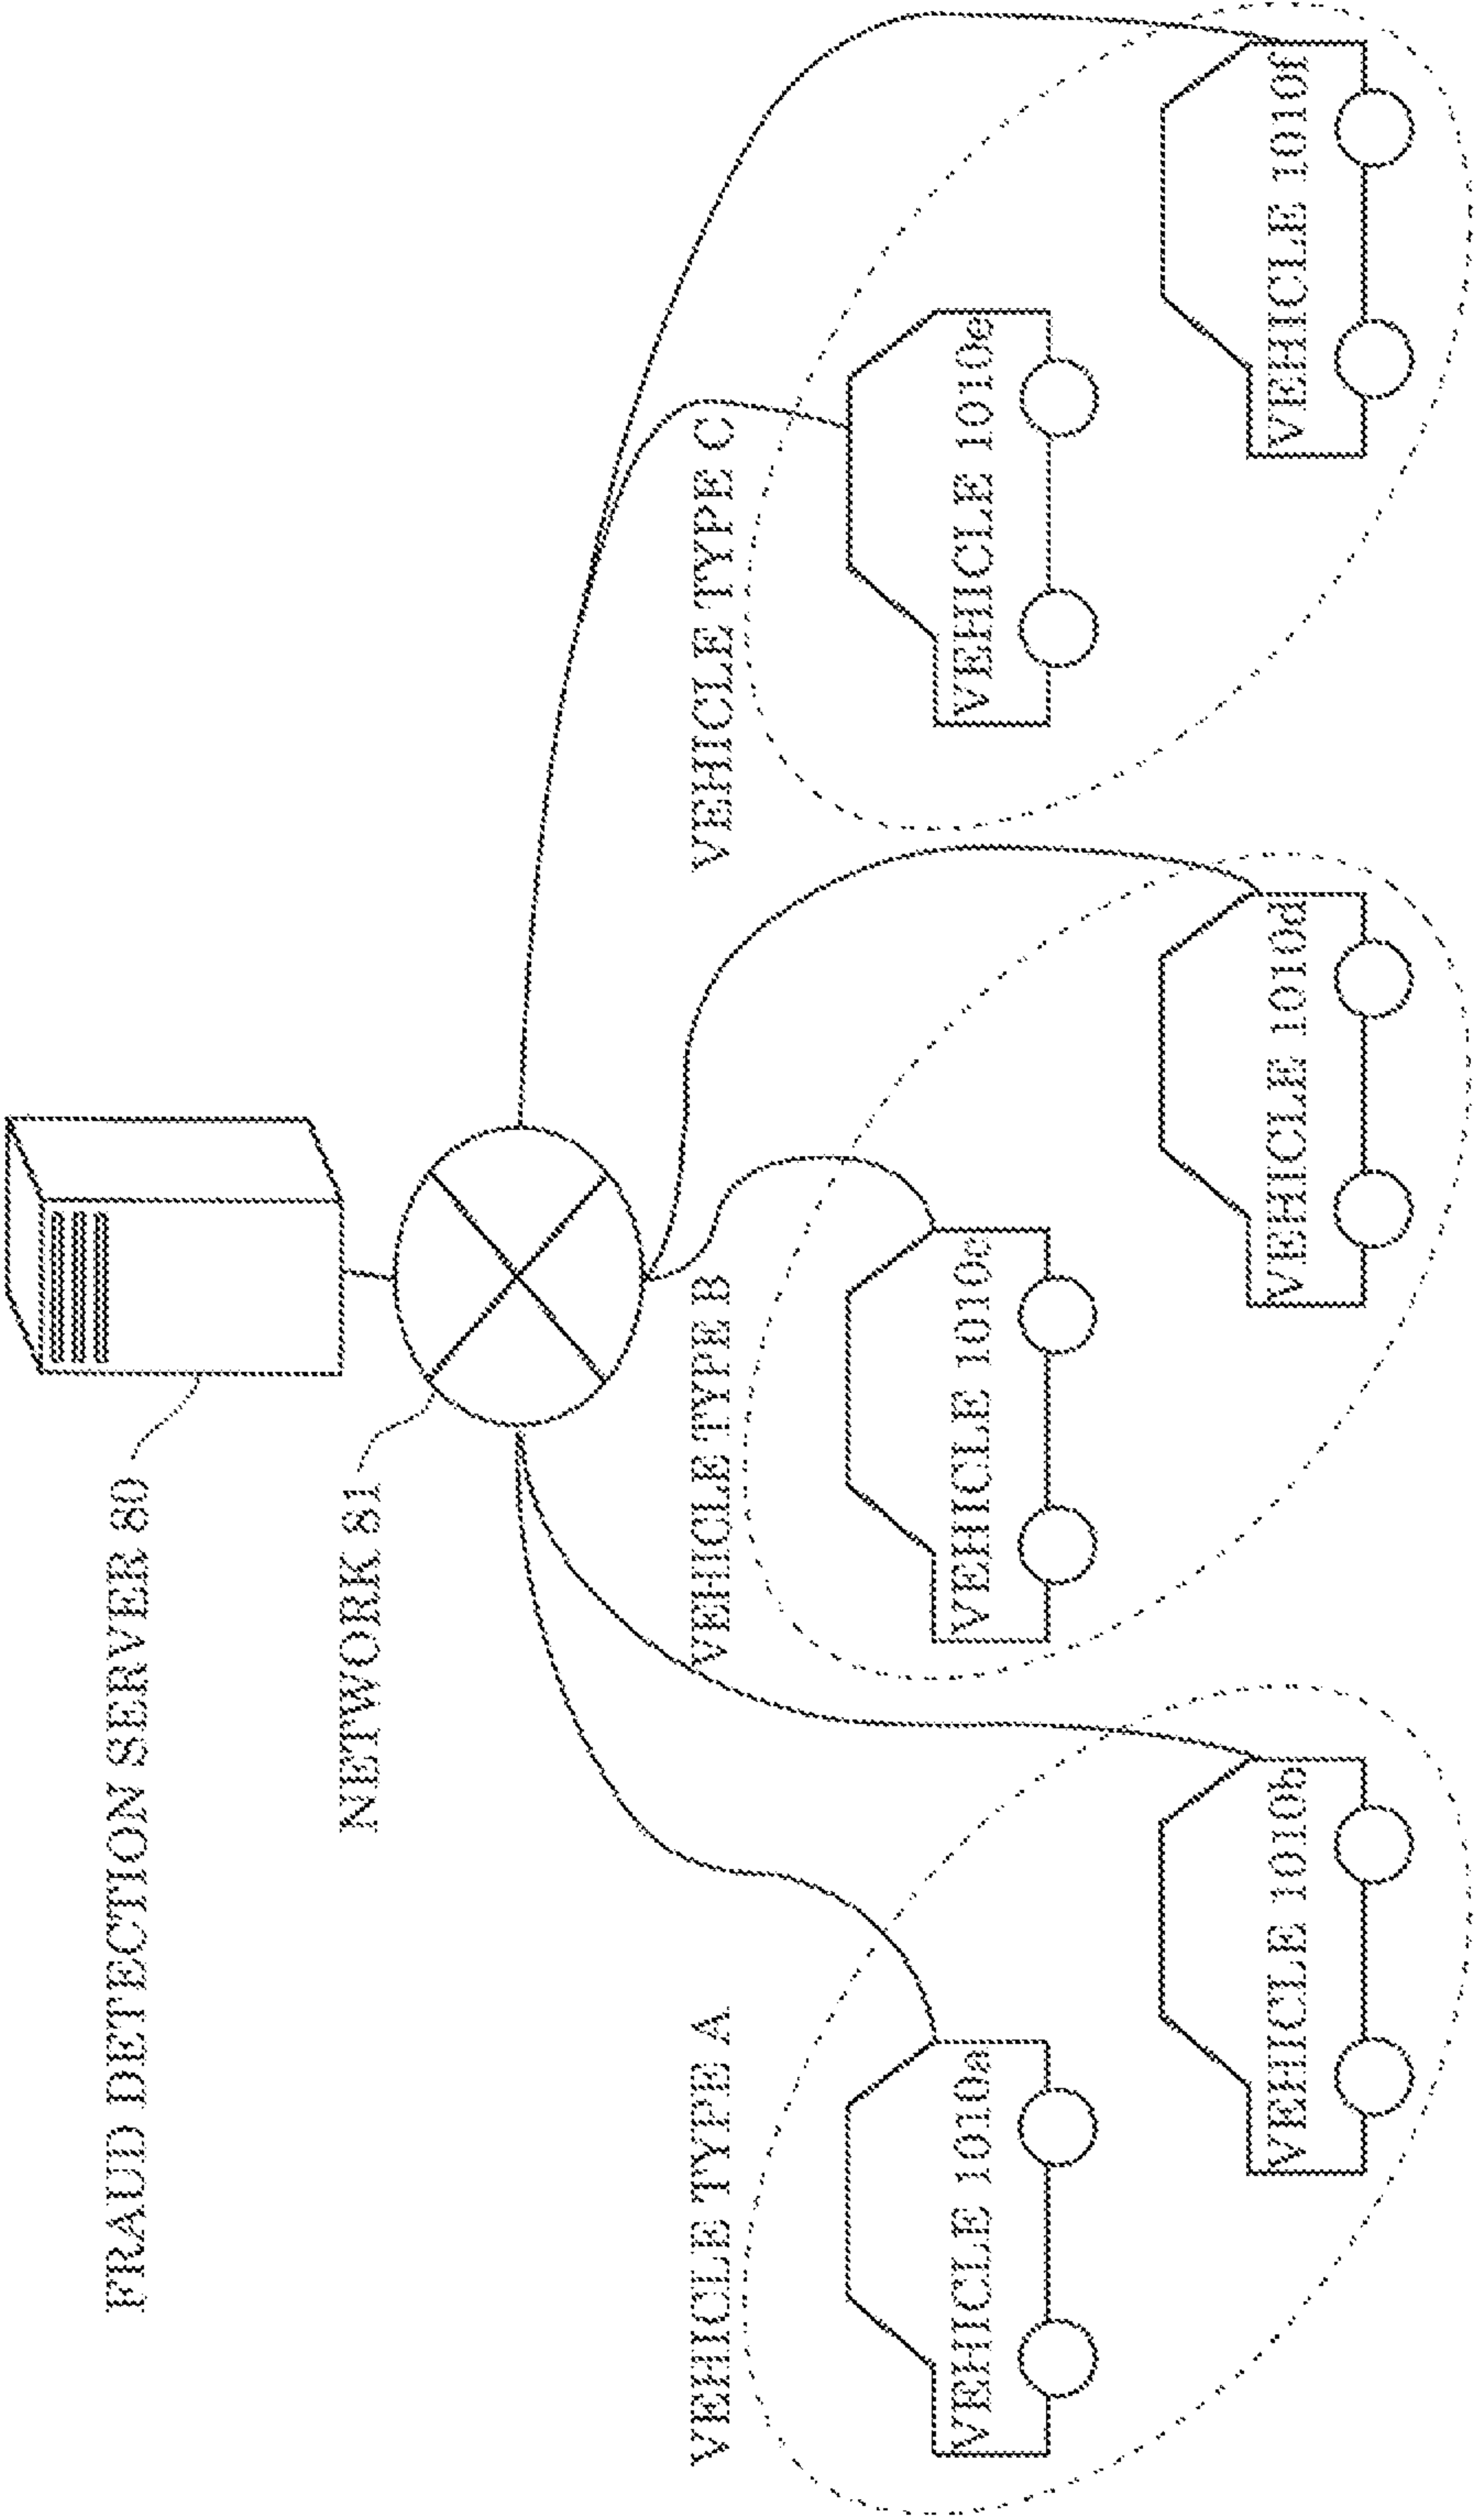 FRAUD DETECTION SERVER 80
NETWORK 81
VEHICLE TYPE A
VEHICLE TYPE B
VEHICLE TYPE C
VEHICLE 1010a
VEHICLE 1010c
VEHICLE 1010e
VEHICLE 1010b
VEHICLE 1010d
VEHICLE 1010f